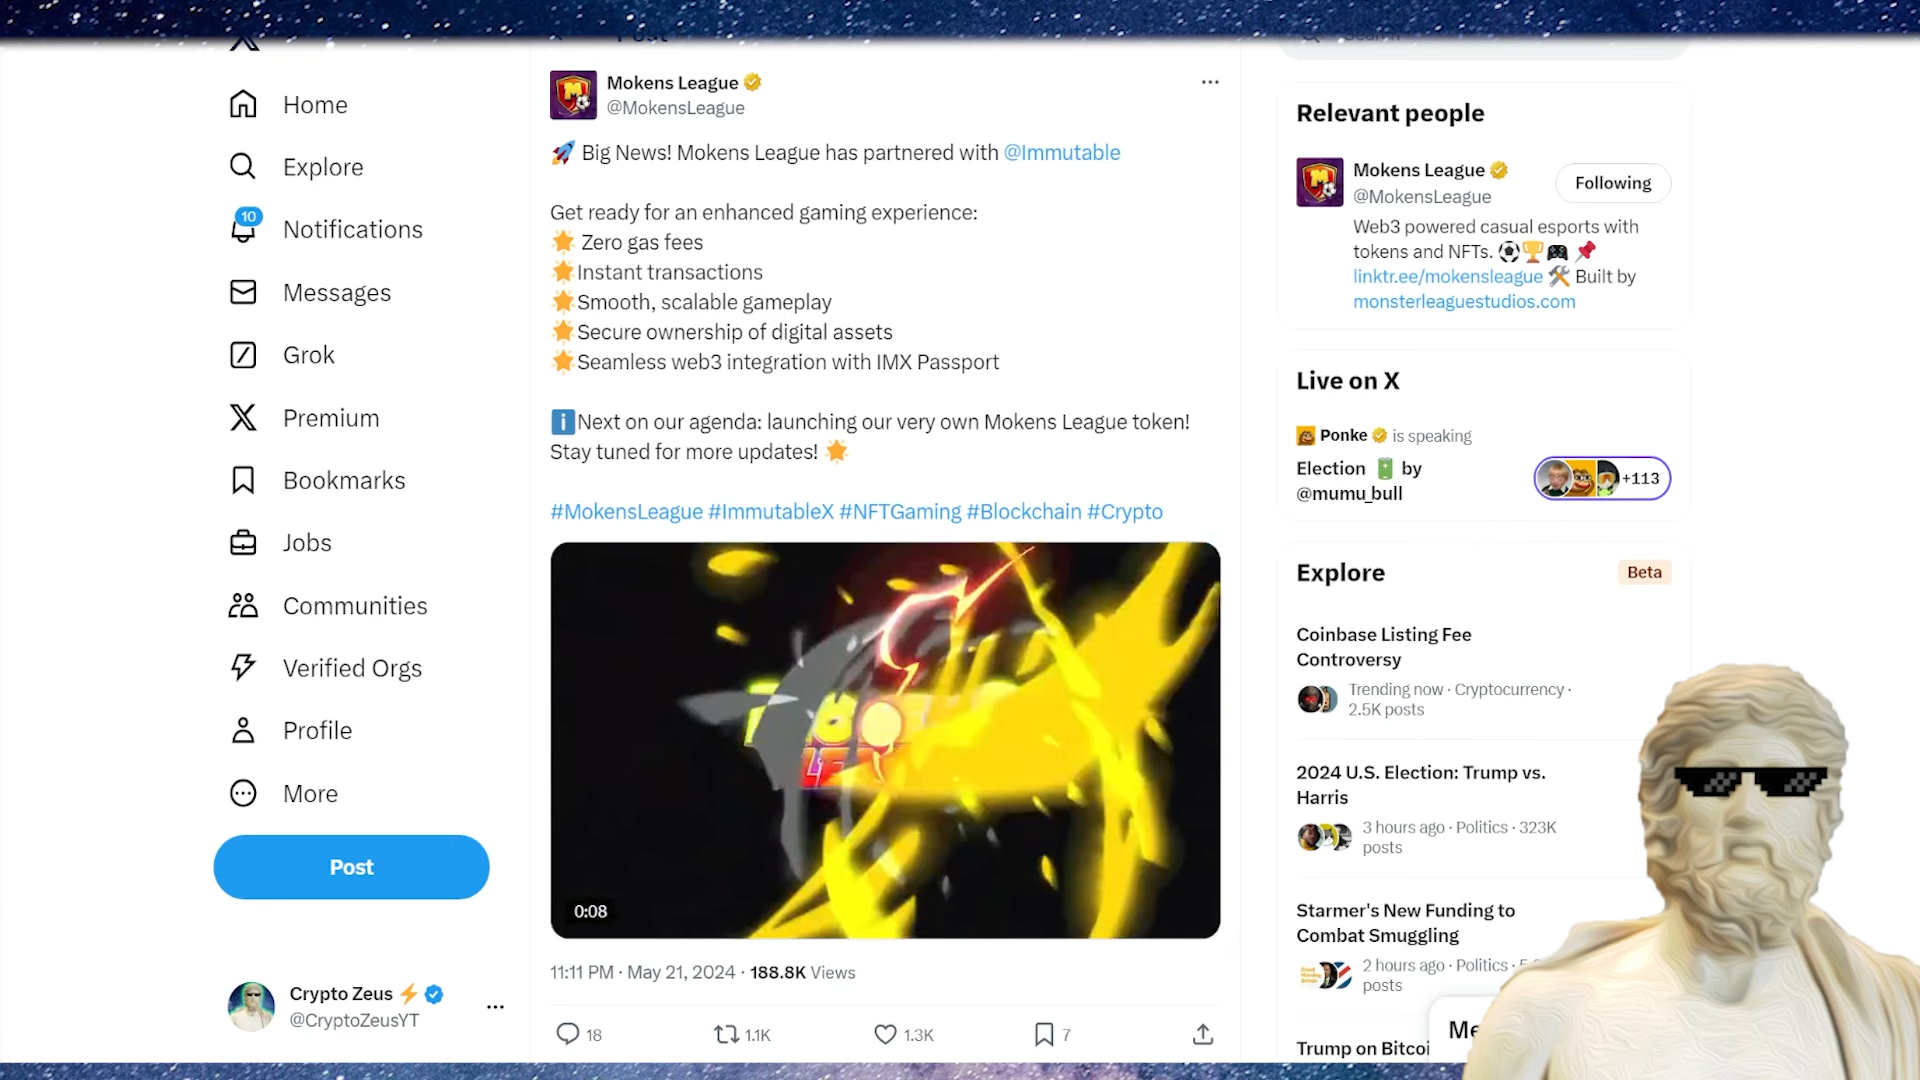 Post
Search
Home
Explore
10
Notifications
Messages
Grok
Premium
Bookmarks
Jobs
Communities
Verified Orgs
Profile
More
Post
Crypto Zeus
@CryptoZeusYT
Mokens League
@MokensLeague
🚀 Big News! Mokens League has partnered with @Immutable
Get ready for an enhanced gaming experience:
🌟 Zero gas fees
🌟Instant transactions
🌟Smooth, scalable gameplay
🌟Secure ownership of digital assets
🌟Seamless web3 integration with IMX Passport
ℹ️Next on our agenda: launching our very own Mokens League token!
Stay tuned for more updates! 🌟
#MokensLeague #ImmutableX #NFTGaming #Blockchain #Crypto
0:08
11:11 PM · May 21, 2024 · 188.8K Views
18 1.1K 1.3K 7
Relevant people
Mokens League
@MokensLeague
Following
Web3 powered casual esports with
tokens and NFTs. ⚽🏆🎮 📌
linktr.ee/mokensleague 🛠️ Built by
monsterleaguestudios.com
Live on X
Ponke is speaking
Election 🔋 by
@mumu_bull
+113
Explore
Beta
Coinbase Listing Fee
Controversy
Trending now · Cryptocurrency ·
2.5K posts
2024 U.S. Election: Trump vs.
Harris
3 hours ago · Politics · 323K
posts
Starmer's New Funding to
Combat Smuggling
2 hours ago · Politics ·
posts
Trump on Bitcoi
Me